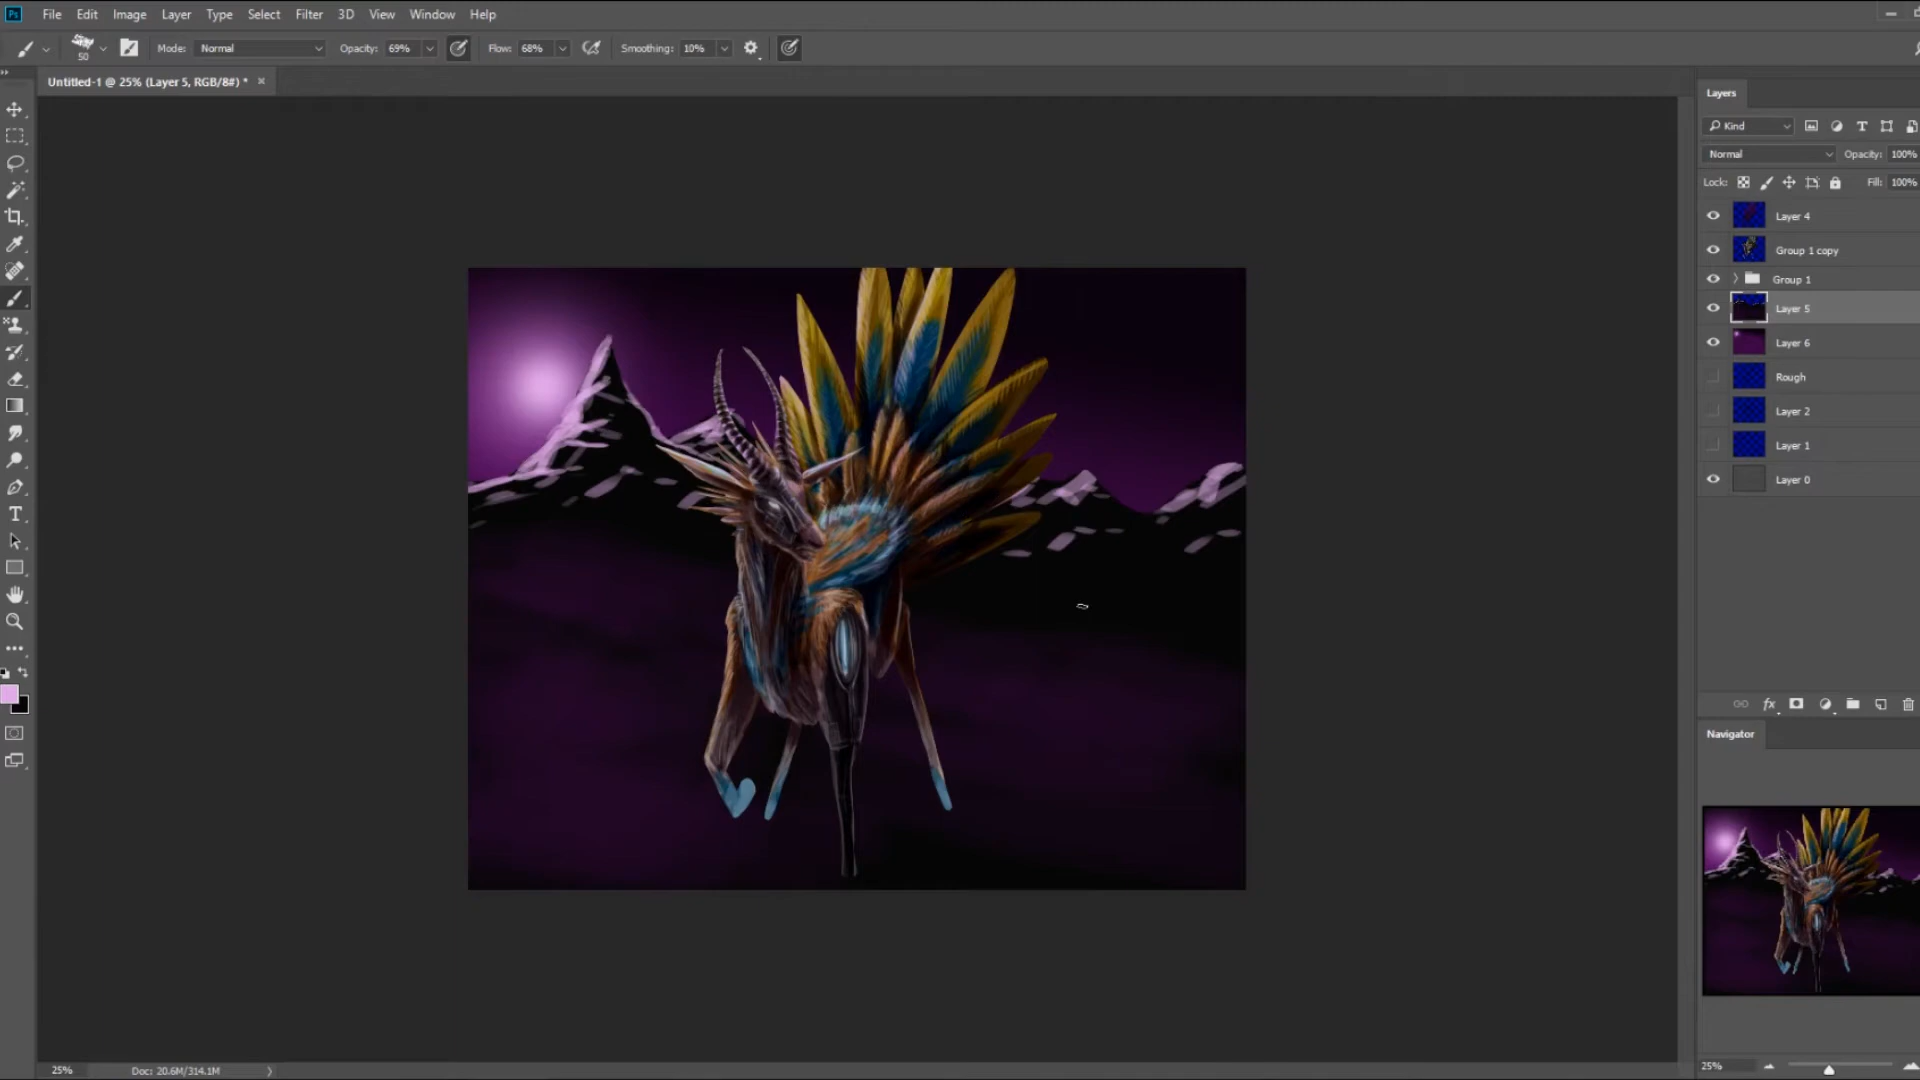 Ps File Edit Image Layer Type Select Filter 3D View Window Help
50 Mode: Normal Opacity: 69% Flow: 68% Smoothing: 10%
Untitled-1 @ 25% (Layer 5, RGB/8#) *
Layers
Kind
Normal Opacity: 100%
Lock: Fill: 100%
Layer 4
Group 1 copy
Group 1
Layer 5
Layer 6
Rough
Layer 2
Layer 1
Layer 0
fx
Navigator
25%
25% Doc: 20.6M/314.1M